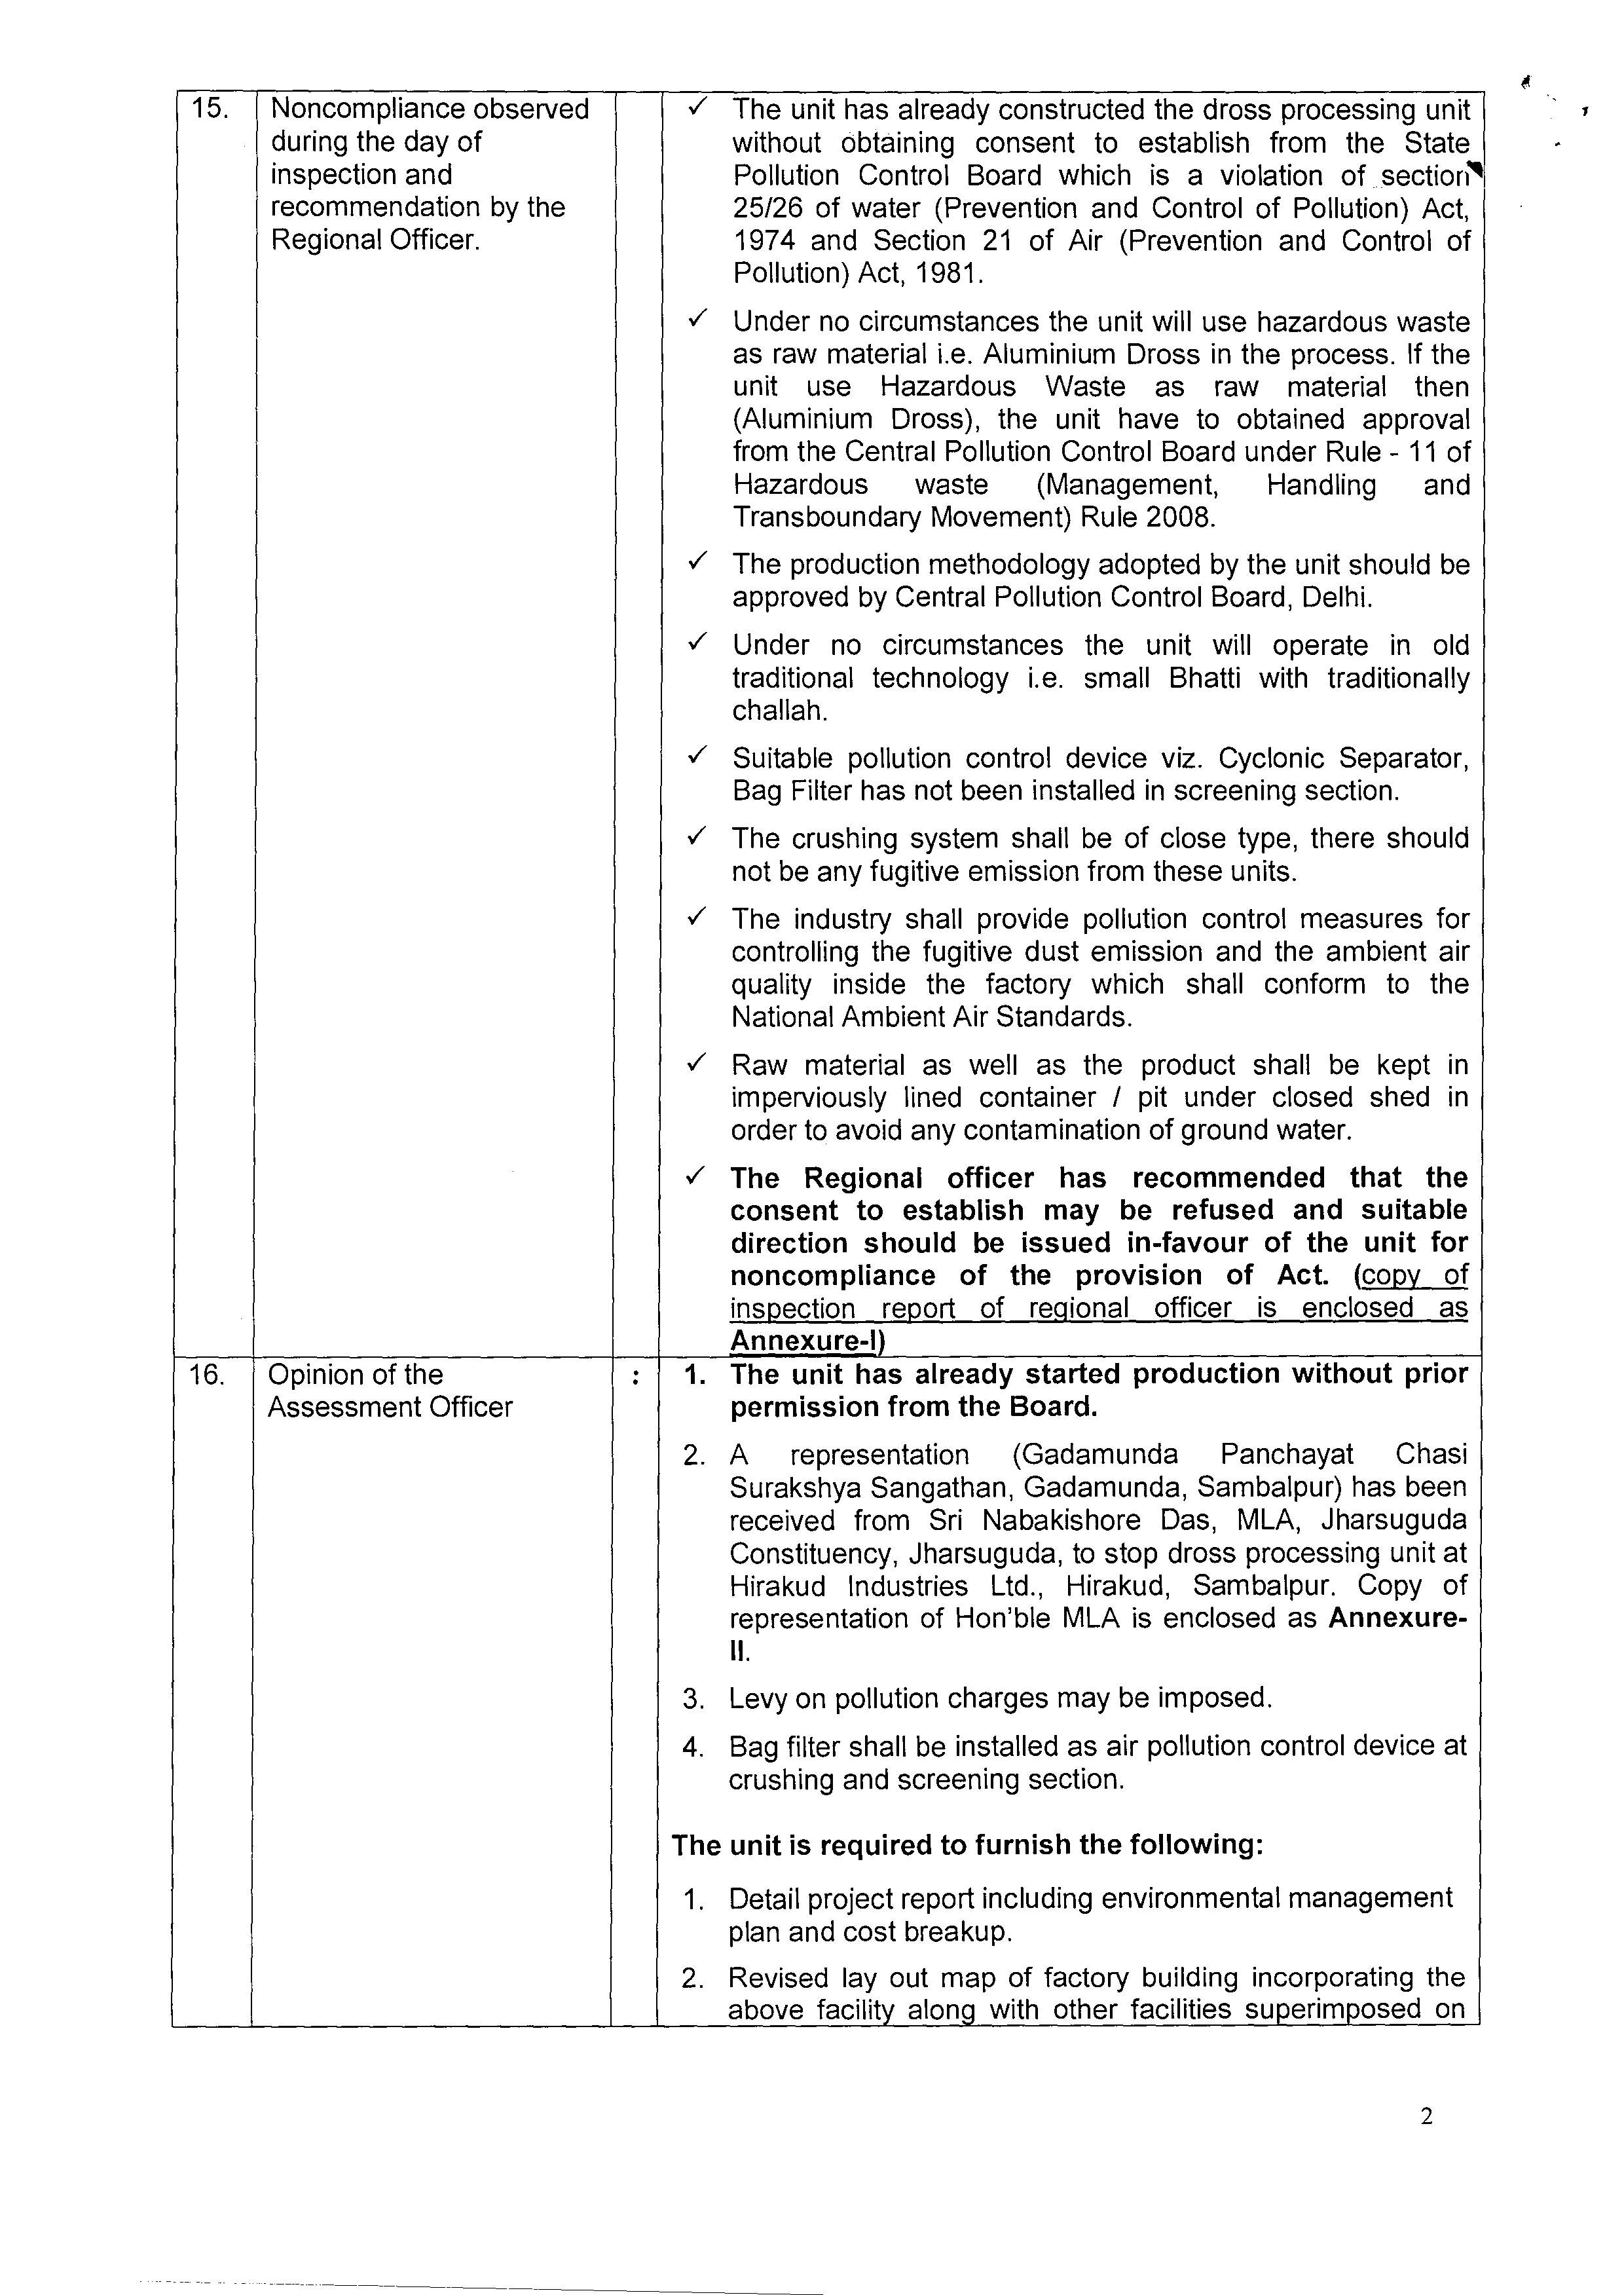 15. Noncompliance observed ✓ The unit has already constructed the dross processing unit
during the day of without obtaining consent to establish from the State
inspection and Pollution Control Board which is a violation of section
recommendation by the 25/26 of water (Prevention and Control of Pollution) Act,
Regional Officer. 1974 and Section 21 of Air (Prevention and Control of
Pollution) Act, 1981.
✓ Under no circumstances the unit will use hazardous waste
as raw material i.e. Aluminium Dross in the process. If the
unit use Hazardous Waste as raw material then
(Aluminium Dross), the unit have to obtained approval
from the Central Pollution Control Board under Rule - 11 of
Hazardous waste (Management, Handling and
Transboundary Movement) Rule 2008.
✓ The production methodology adopted by the unit should be
approved by Central Pollution Control Board, Delhi.
✓ Under no circumstances the unit will operate in old
traditional technology i.e. small Bhatti with traditionally
challah.
✓ Suitable pollution control device viz. Cyclonic Separator,
Bag Filter has not been installed in screening section.
✓ The crushing system shall be of close type, there should
not be any fugitive emission from these units.
✓ The industry shall provide pollution control measures for
controlling the fugitive dust emission and the ambient air
quality inside the factory which shall conform to the
National Ambient Air Standards.
✓ Raw material as well as the product shall be kept in
imperviously lined container / pit under closed shed in
order to avoid any contamination of ground water.
✓ The Regional officer has recommended that the
consent to establish may be refused and suitable
direction should be issued in-favour of the unit for
noncompliance of the provision of Act. (copy of
inspection report of regional officer is enclosed as
Annexure-I)
16. Opinion of the : 1. The unit has already started production without prior
Assessment Officer permission from the Board.
2. A representation (Gadamunda Panchayat Chasi
Surakshya Sangathan, Gadamunda, Sambalpur) has been
received from Sri Nabakishore Das, MLA, Jharsuguda
Constituency, Jharsuguda, to stop dross processing unit at
Hirakud Industries Ltd., Hirakud, Sambalpur. Copy of
representation of Hon'ble MLA is enclosed as Annexure-
II.
3. Levy on pollution charges may be imposed.
4. Bag filter shall be installed as air pollution control device at
crushing and screening section.
The unit is required to furnish the following:
1. Detail project report including environmental management
plan and cost breakup.
2. Revised lay out map of factory building incorporating the
above facility along with other facilities superimposed on
2